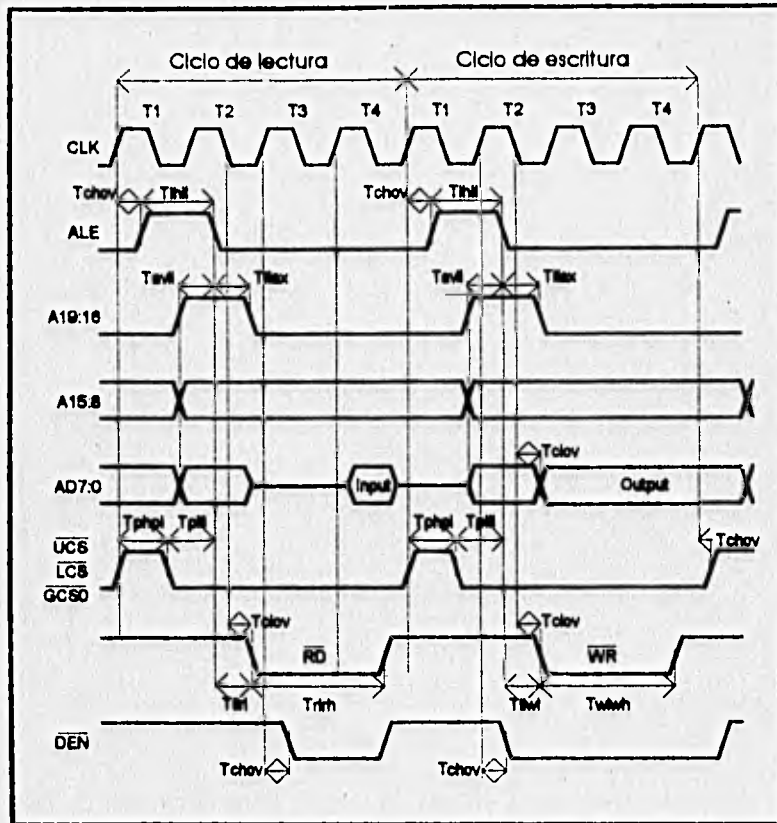 Ciclo de lectura Ciclo de escritura
T1 T2 T3 T4 T1 T2 T3 T4
CLK
Tchov Tlhll Tchov Tlhll
ALE
Tavll Tllax Tavll Tllax
A19:16
A15:8
Tclov
AD7:0 Input Output
Tphpl Tplll Tphpl Tplll
UCS Tchov
LCS
GCS0
Tclov Tclov
RD WR
Tllrl Trlrh Tllwl Twlwh
DEN
Tchov Tchov